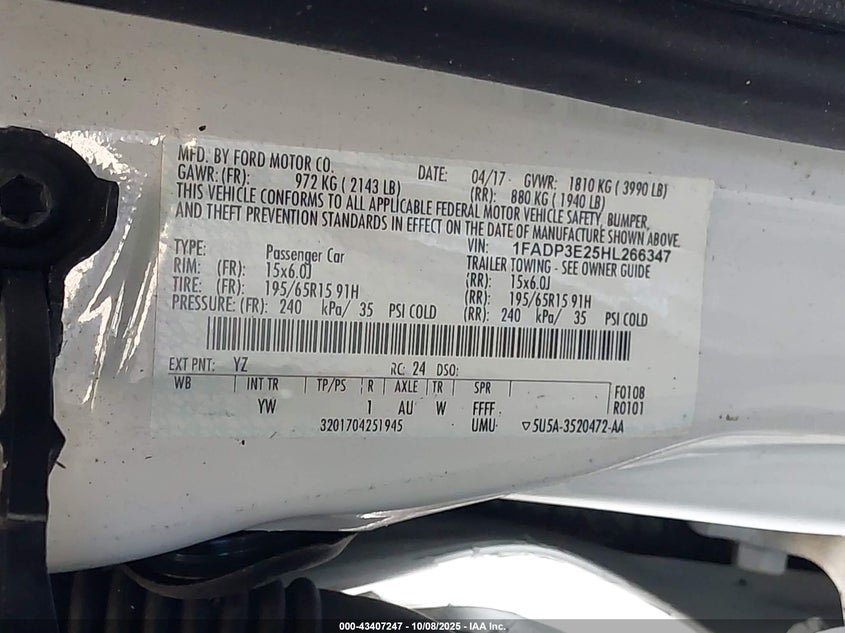 MFD. BY FORD MOTOR CO. DATE: 04/17 GVWR: 1810 KG ( 3990 LB)
GAWR: (FR): 972 KG ( 2143 LB) (RR): 880 KG ( 1940 LB)
THIS VEHICLE CONFORMS TO ALL APPLICABLE FEDERAL MOTOR VEHICLE SAFETY, BUMPER,
AND THEFT PREVENTION STANDARDS IN EFFECT ON THE DATE OF MANUFACTURE SHOWN ABOVE.
VIN: 1FADP3E25HL266347
TYPE: Passenger Car TRAILER TOWING - SEE OWNER GUIDE
RIM: (FR): 15x6.0J (RR): 15x6.0J
TIRE: (FR): 195/65R15 91H (RR): 195/65R15 91H
PRESSURE: (FR): 240 kPa/ 35 PSI COLD (RR): 240 kPa/ 35 PSI COLD
EXT PNT: YZ RC: 24 DSO:
WB INT TR TP/PS R AXLE TR SPR F0108
YW 1 AU W FFFF R0101
3201704251945 UMU ▽5U5A-3520472-AA
000-43407247 - 10/08/2025 - IAA Inc.